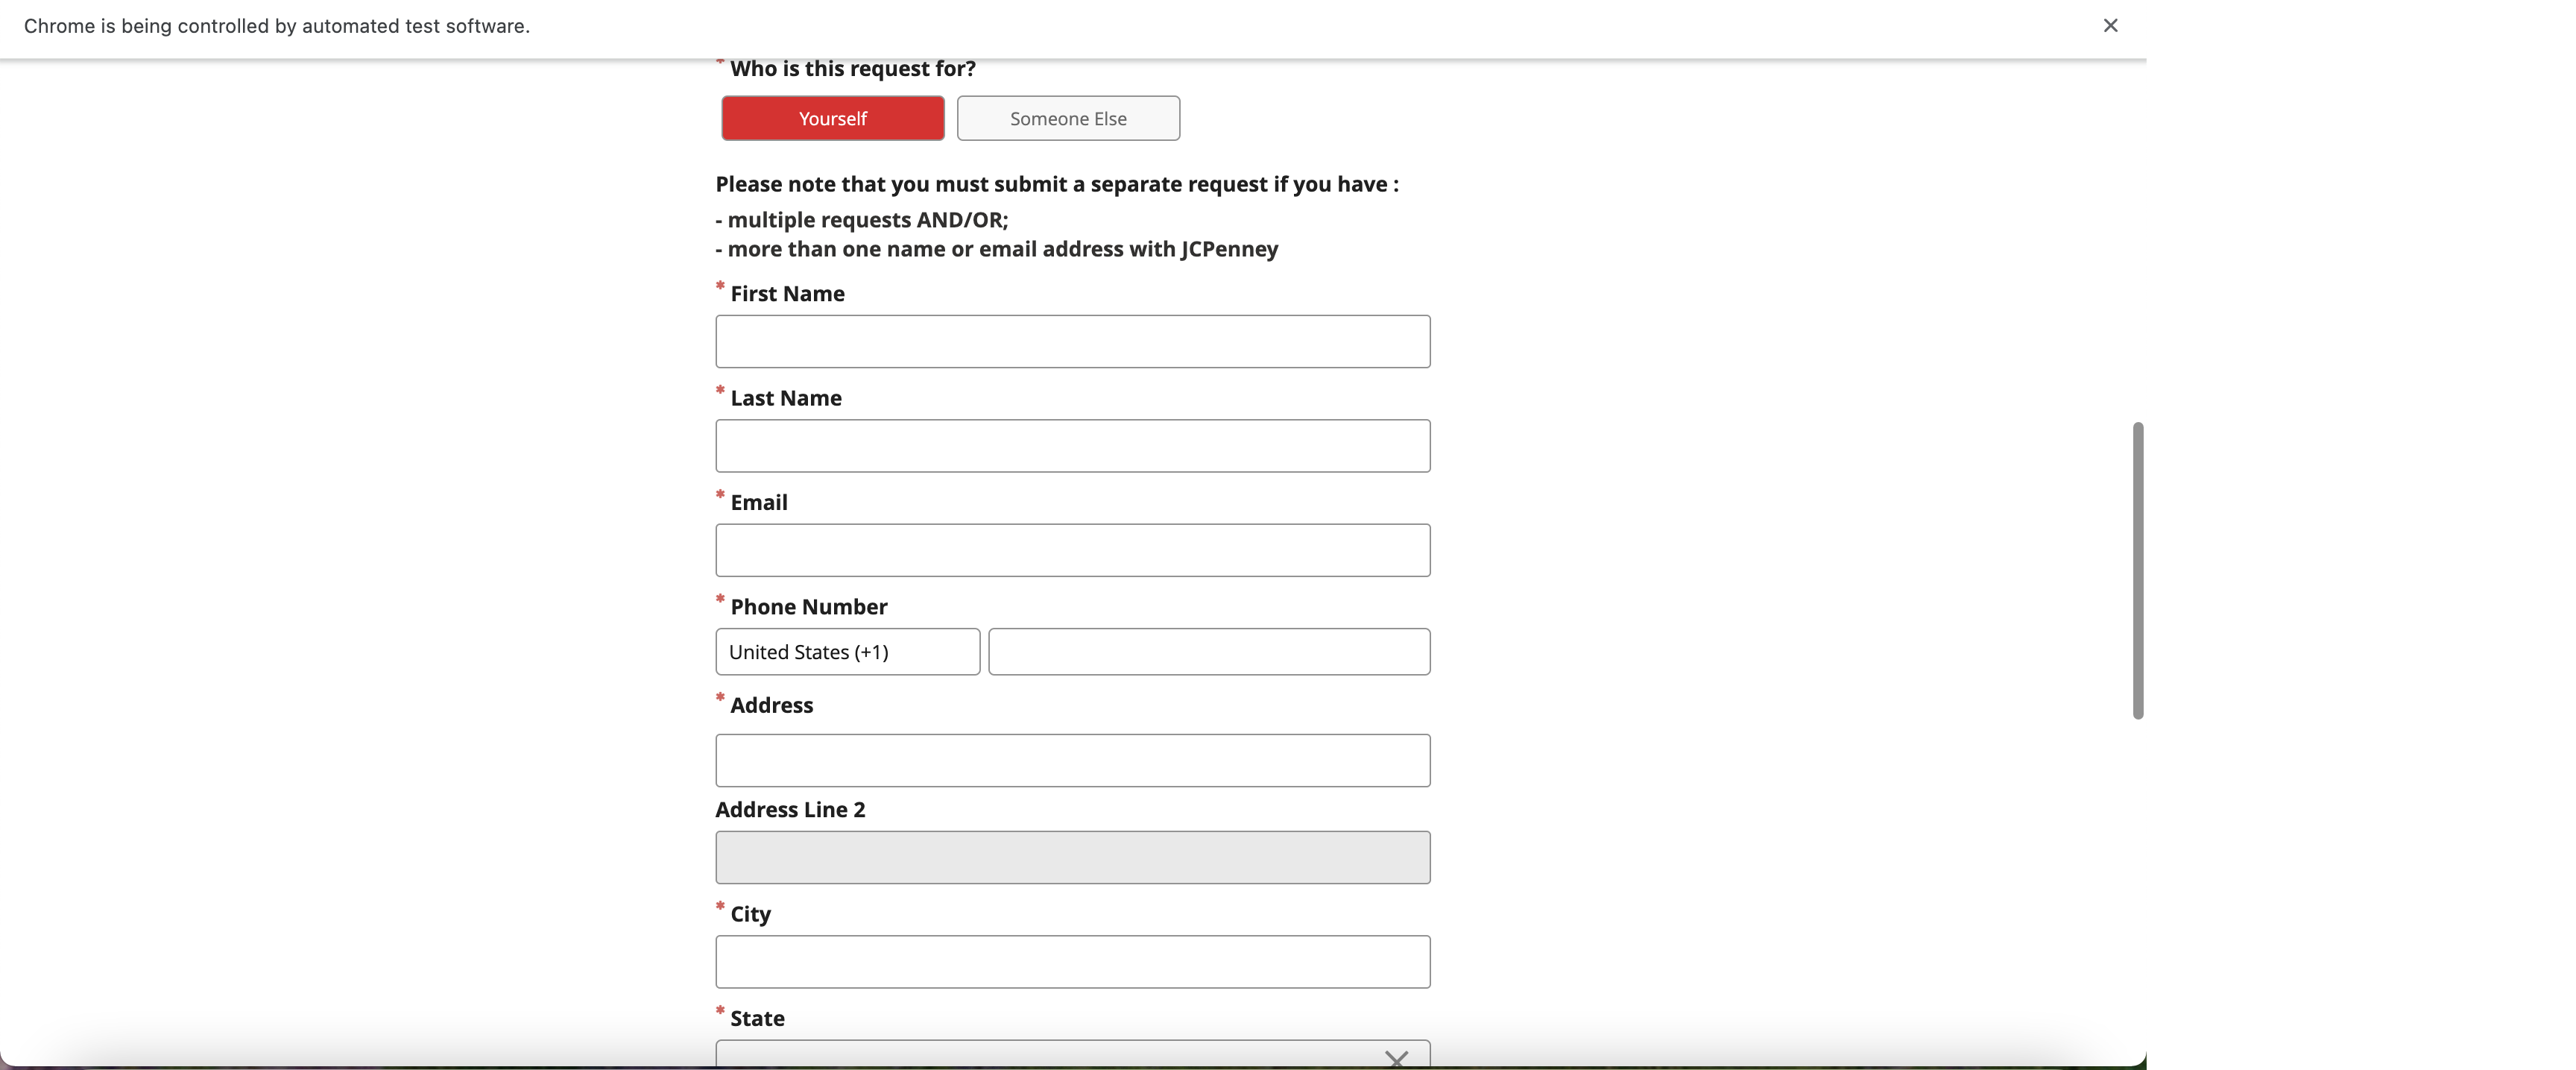 Chrome is being controlled by automated test software.
* Who is this request for?
Yourself
Someone Else
Please note that you must submit a separate request if you have :
- multiple requests AND/OR;
- more than one name or email address with JCPenney
* First Name
* Last Name
* Email
* Phone Number
United States (+1)
* Address
Address Line 2
* City
* State